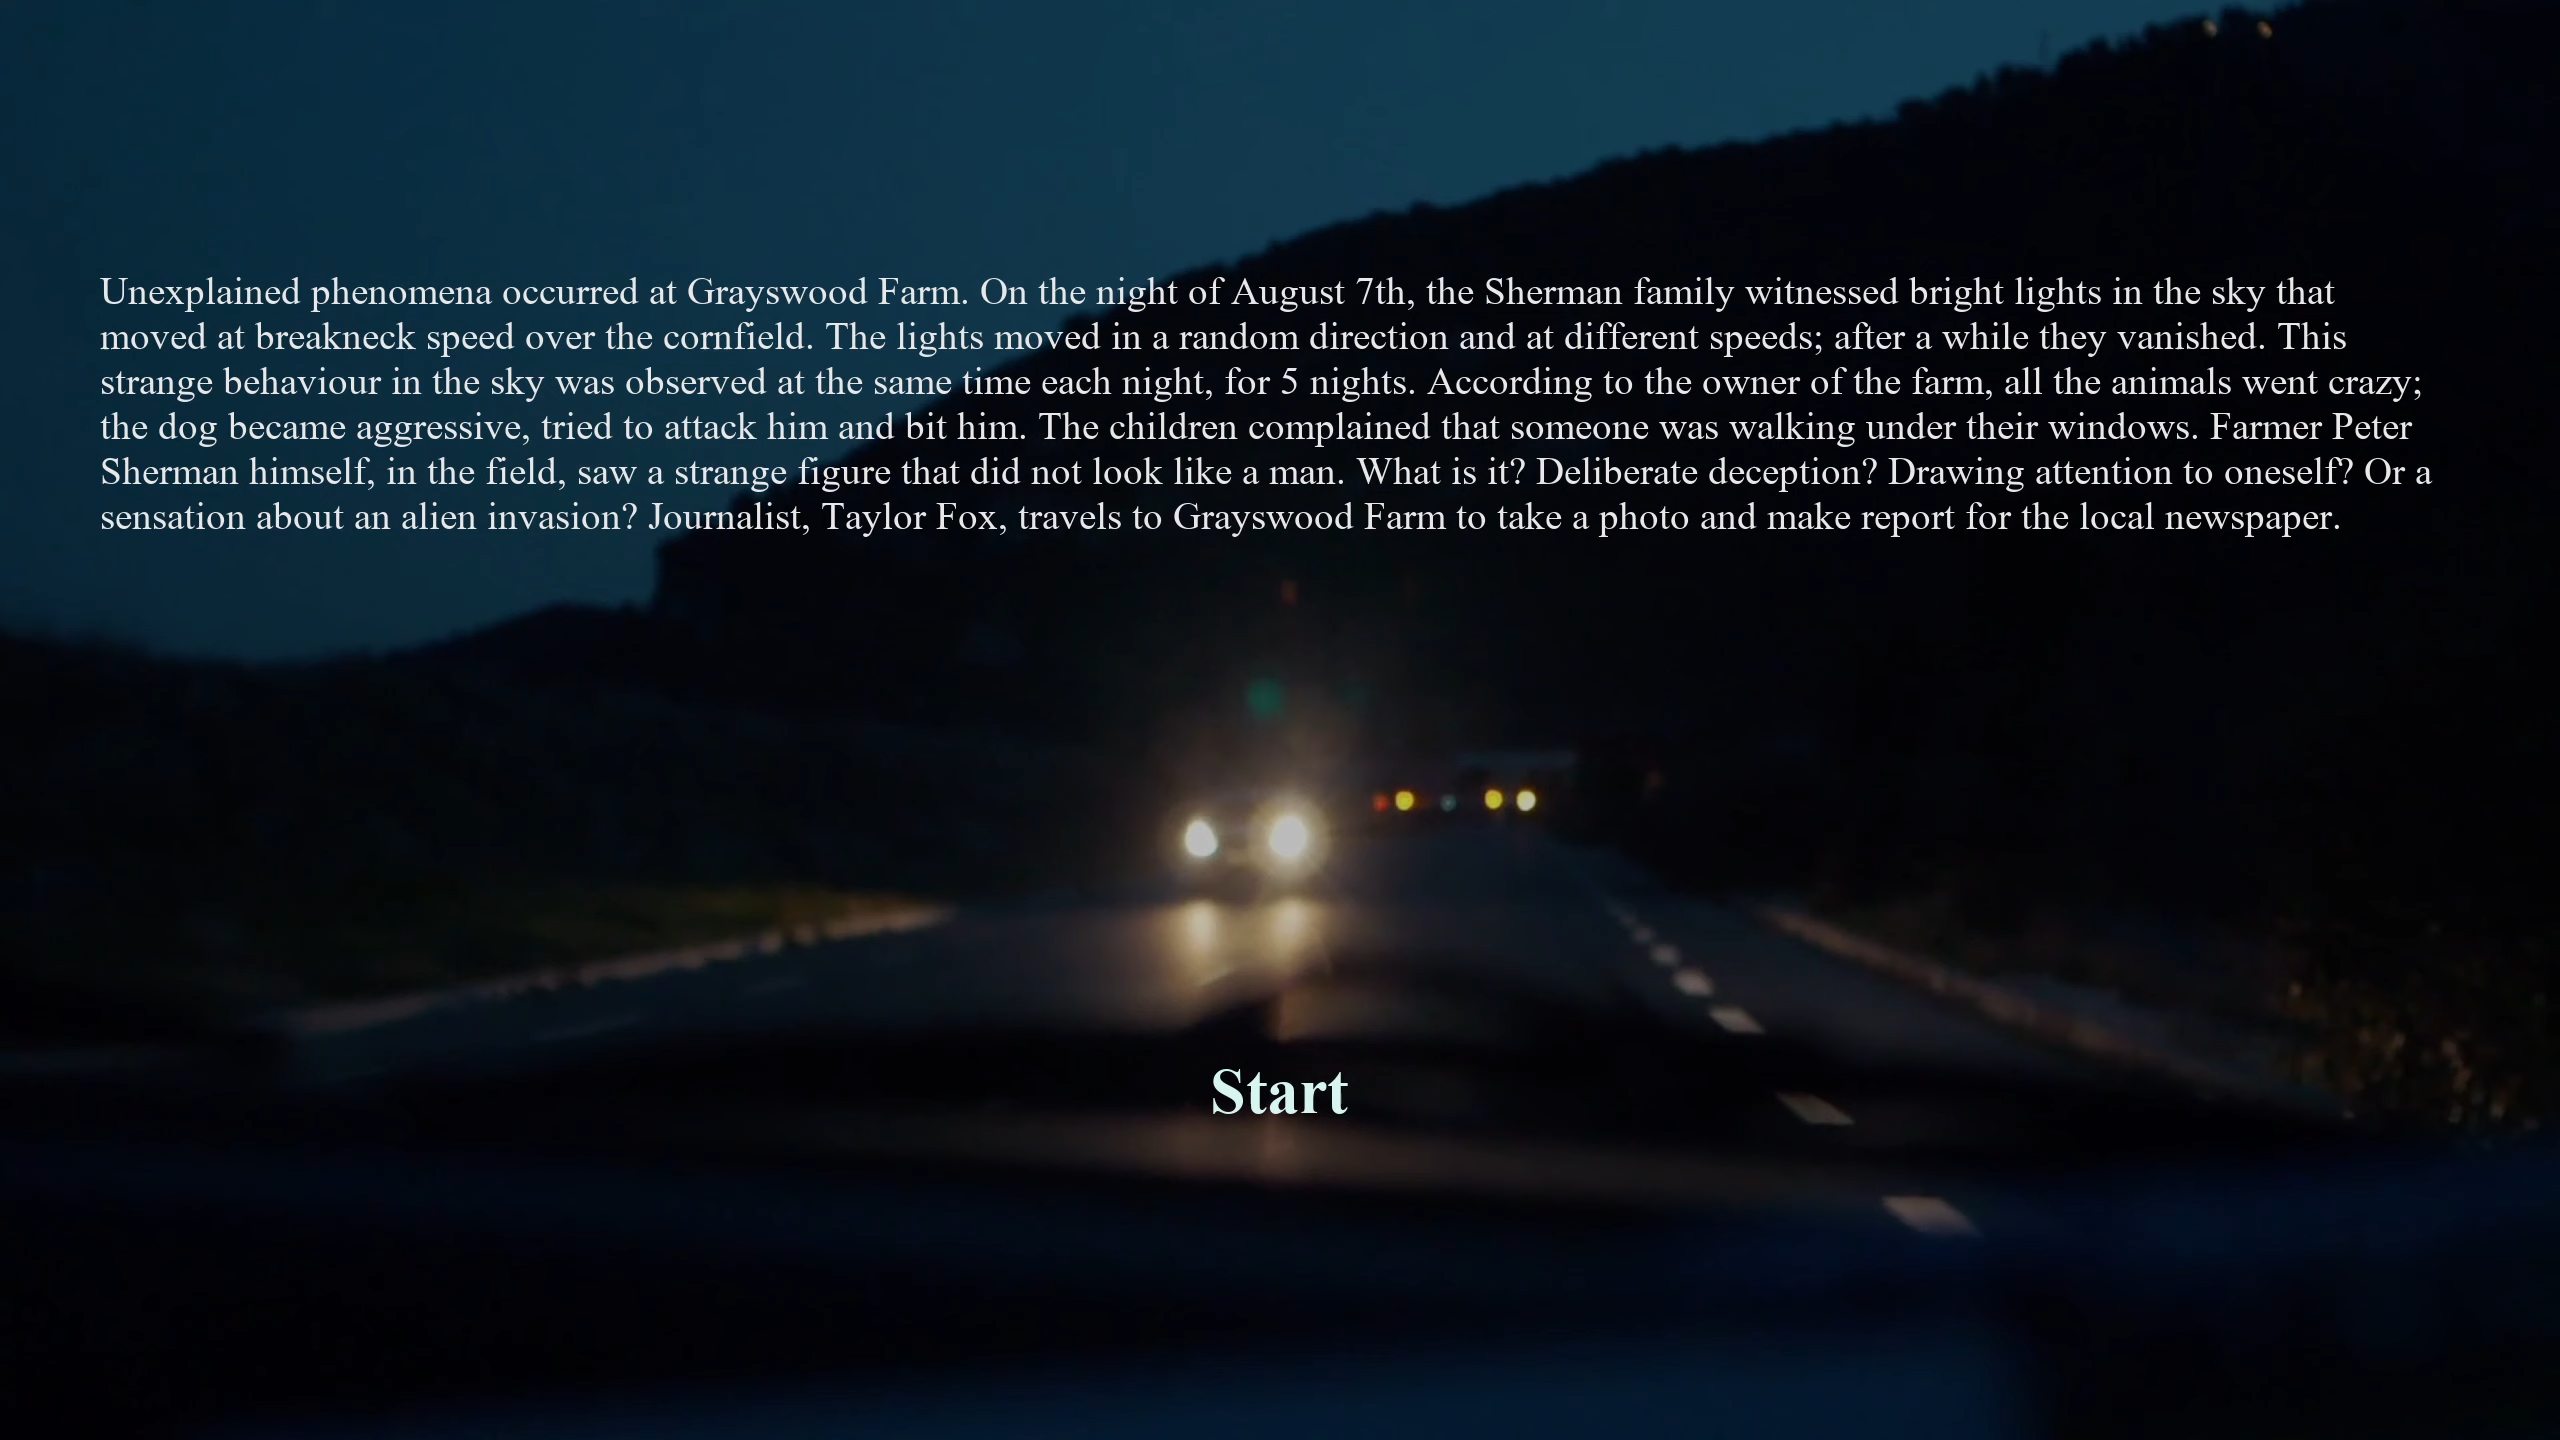 Unexplained phenomena occurred at Grayswood Farm. On the night of August 7th, the Sherman family witnessed bright lights in the sky that
moved at breakneck speed over the cornfield. The lights moved in a random direction and at different speeds; after a while they vanished. This
strange behaviour in the sky was observed at the same time each night, for 5 nights. According to the owner of the farm, all the animals went crazy;
the dog became aggressive, tried to attack him and bit him. The children complained that someone was walking under their windows. Farmer Peter
Sherman himself, in the field, saw a strange figure that did not look like a man. What is it? Deliberate deception? Drawing attention to oneself? Or a
sensation about an alien invasion? Journalist, Taylor Fox, travels to Grayswood Farm to take a photo and make report for the local newspaper.
Start